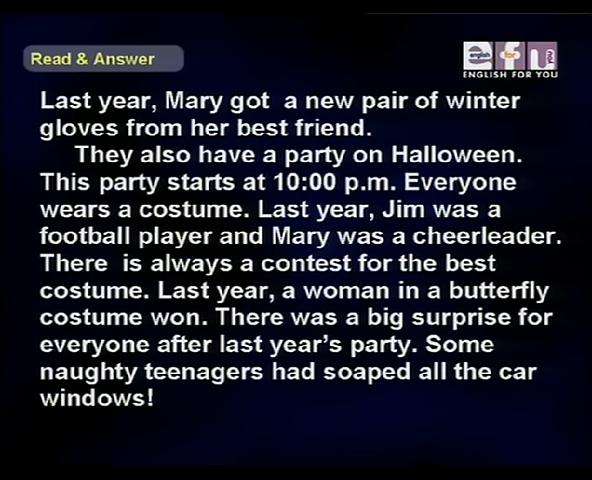 Read & Answer
english for you
ENGLISH FOR YOU
Last year, Mary got a new pair of winter
gloves from her best friend.
They also have a party on Halloween.
This party starts at 10:00 p.m. Everyone
wears a costume. Last year, Jim was a
football player and Mary was a cheerleader.
There is always a contest for the best
costume. Last year, a woman in a butterfly
costume won. There was a big surprise for
everyone after last year's party. Some
naughty teenagers had soaped all the car
windows!